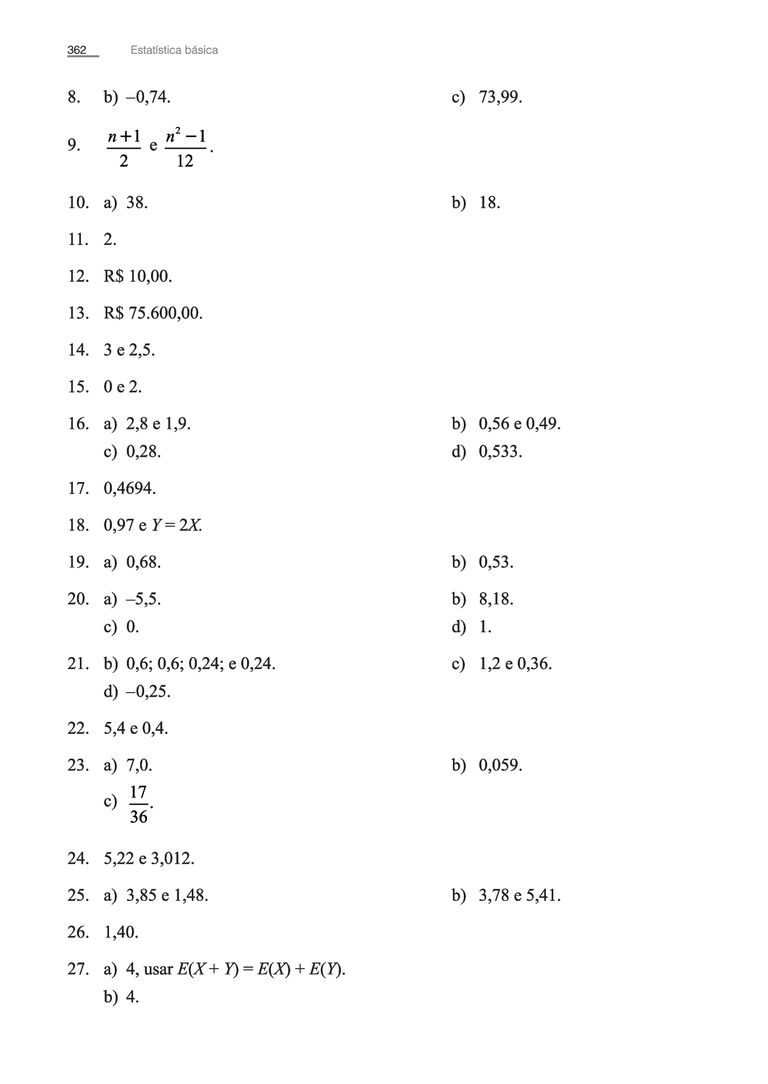 362 Estatística básica
8. b) –0,74. c) 73,99.
9. n+1/2 e n²–1/12.
10. a) 38. b) 18.
11. 2.
12. R$ 10,00.
13. R$ 75.600,00.
14. 3 e 2,5.
15. 0 e 2.
16. a) 2,8 e 1,9. b) 0,56 e 0,49.
c) 0,28. d) 0,533.
17. 0,4694.
18. 0,97 e Y = 2X.
19. a) 0,68. b) 0,53.
20. a) –5,5. b) 8,18.
c) 0. d) 1.
21. b) 0,6; 0,6; 0,24; e 0,24. c) 1,2 e 0,36.
d) –0,25.
22. 5,4 e 0,4.
23. a) 7,0. b) 0,059.
c) 17/36.
24. 5,22 e 3,012.
25. a) 3,85 e 1,48. b) 3,78 e 5,41.
26. 1,40.
27. a) 4, usar E(X + Y) = E(X) + E(Y).
b) 4.